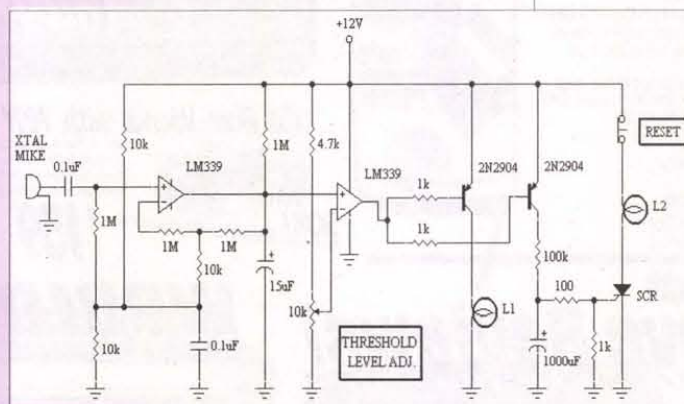 +12V
XTAL
MIKE
0.1uF
10k
LM339
1M
4.7k
LM339
2N2904
2N2904
RESET
1M
1M
1M
1k
1k
L2
10k
15uF
10k
100k
L1
100
SCR
10k
0.1uF
THRESHOLD
LEVEL ADJ.
1000uF
1k